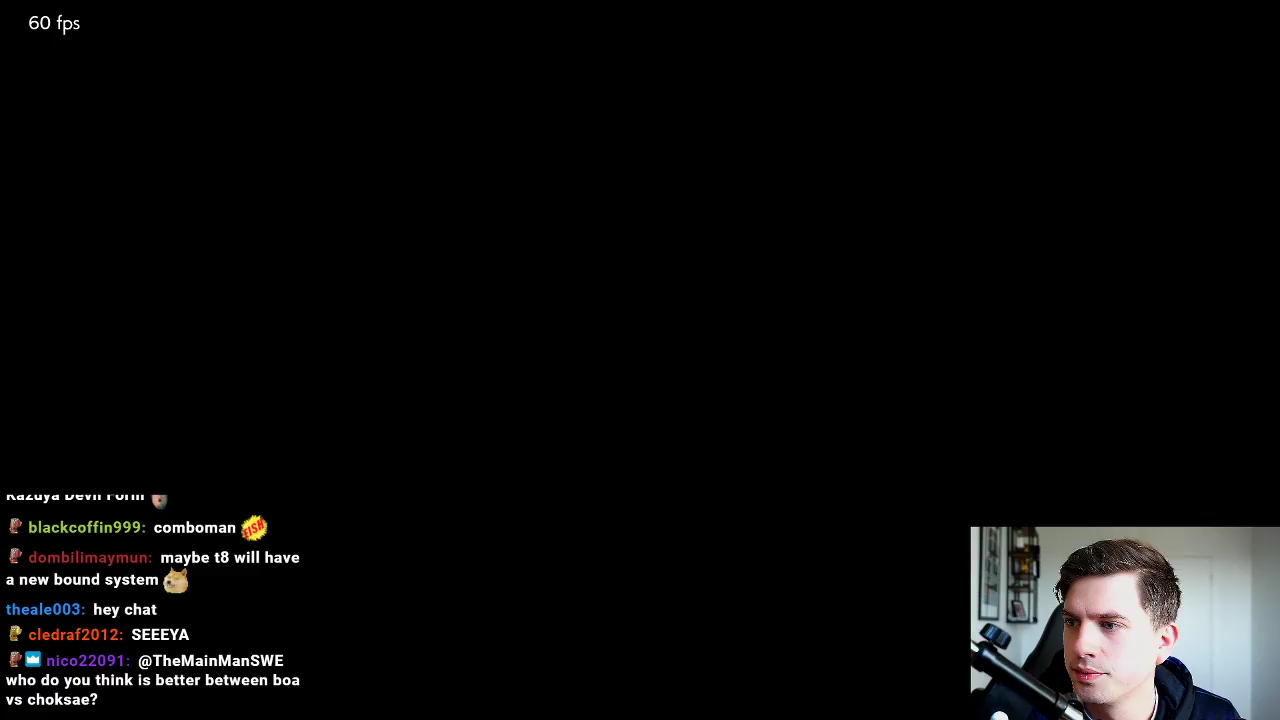 60 fps
Kazuya Devil Form
blackcoffin999: comboman FISH
dombilimaymun: maybe t8 will have
a new bound system
theale003: hey chat
cledraf2012: SEEEYA
nico22091: @TheMainManSWE
who do you think is better between boa
vs choksae?